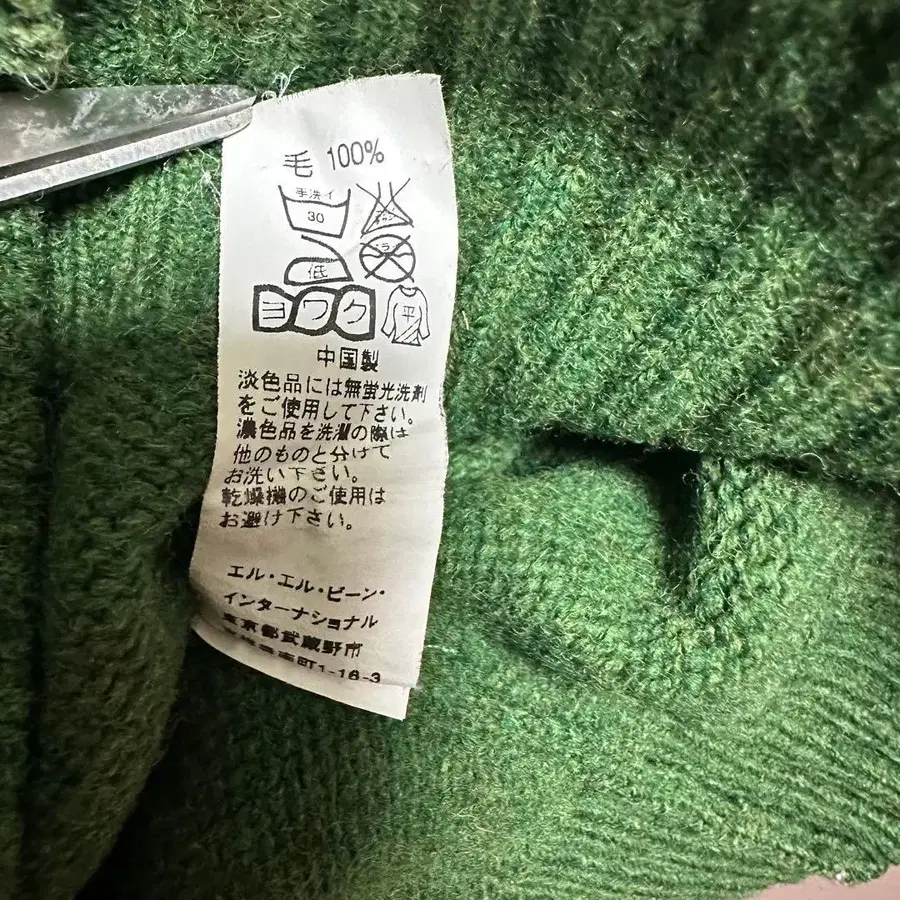 毛 100%
手洗イ
30
低
ヨワク
平
中国製
淡色品には無蛍光洗剤
をご使用して下さい。
濃色品を洗濯の際は
他のものと分けて
お洗い下さい。
乾燥機のご使用は
お避け下さい。
エル・エル・ビーン・
インターナショナル
東京都武蔵野市
町1-16-3